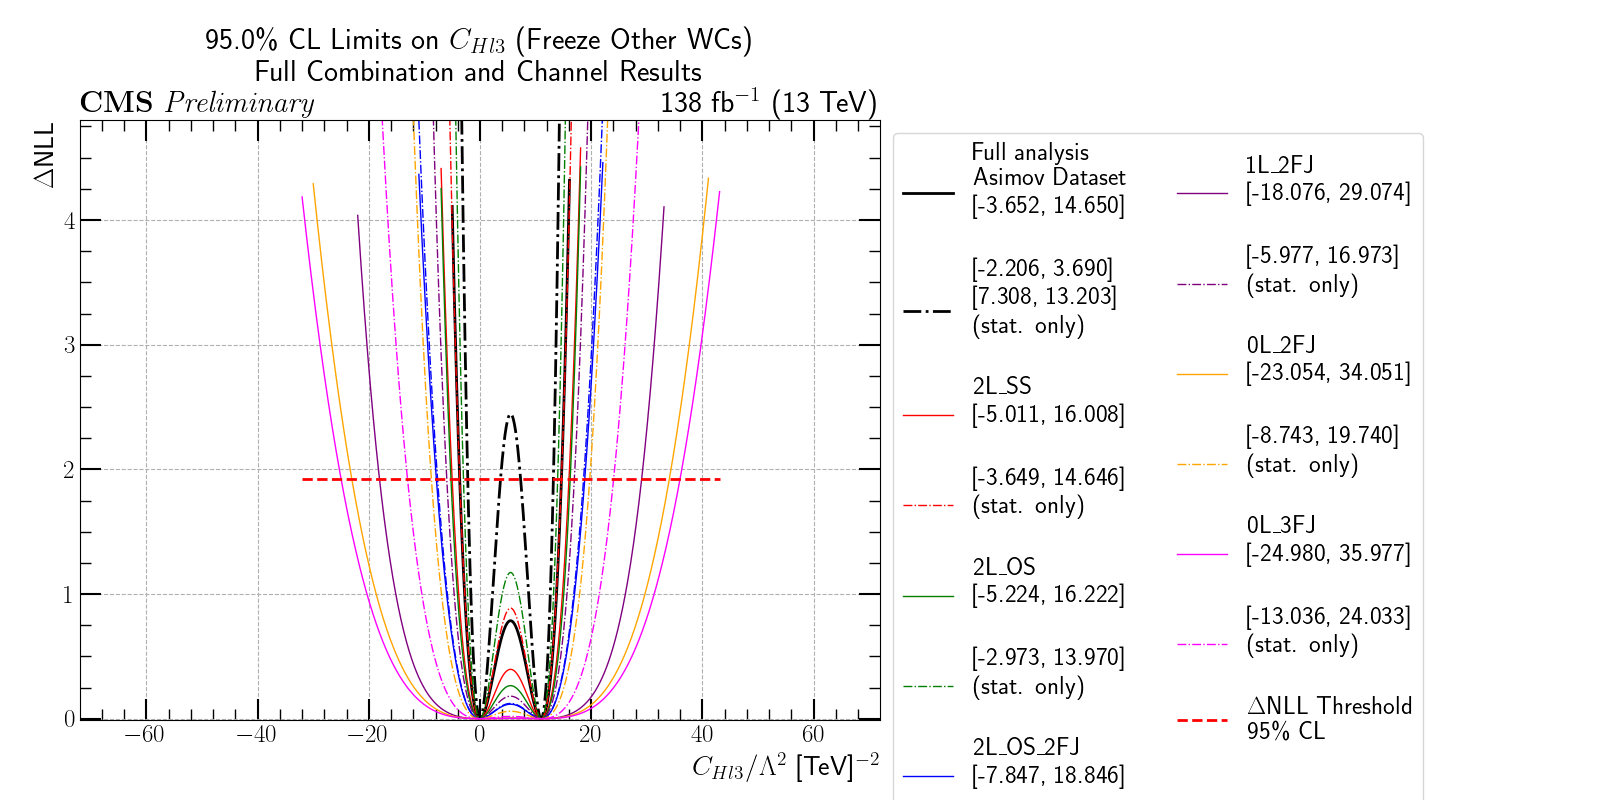 95.0% CL Limits on C_{Hl3} (Freeze Other WCs)
Full Combination and Channel Results
CMS Preliminary
138 fb^{-1} (13 TeV)
ΔNLL
4
3
2
1
0
−60
−40
−20
0
20
40
60
C_{Hl3}/Λ^2 [TeV]^{-2}
Full analysis
Asimov Dataset
[-3.652, 14.650]
[-2.206, 3.690]
[7.308, 13.203]
(stat. only)
2L_SS
[-5.011, 16.008]
[-3.649, 14.646]
(stat. only)
2L_OS
[-5.224, 16.222]
[-2.973, 13.970]
(stat. only)
2L_OS_2FJ
[-7.847, 18.846]
1L_2FJ
[-18.076, 29.074]
[-5.977, 16.973]
(stat. only)
0L_2FJ
[-23.054, 34.051]
[-8.743, 19.740]
(stat. only)
0L_3FJ
[-24.980, 35.977]
[-13.036, 24.033]
(stat. only)
ΔNLL Threshold
95% CL